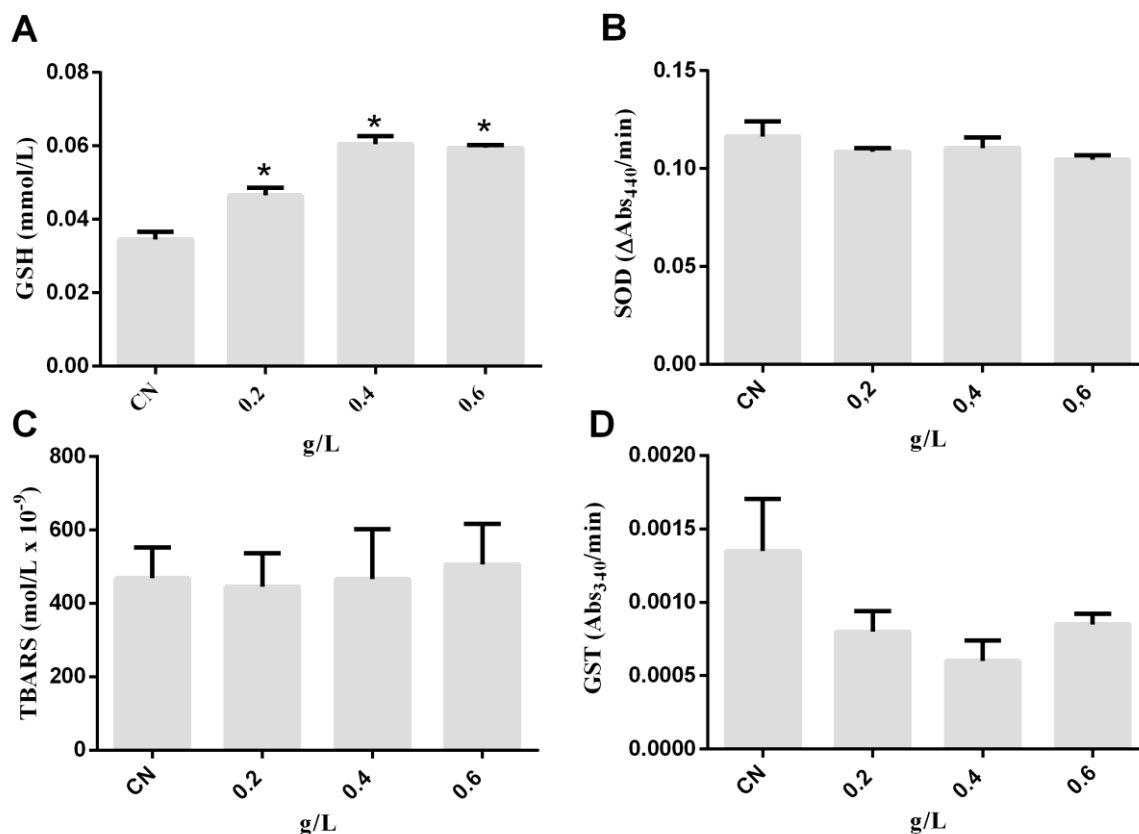 A
GSH (mmol/L)
0.08
0.06
0.04
0.02
0.00
*
*
*
CN
0.2
0.4
0.6
g/L
B
SOD (ΔAbs₄₄₀/min)
0.15
0.10
0.05
0.00
CN
0,2
0,4
0,6
g/L
C
TBARS (mol/L x 10⁻⁹)
800
600
400
200
0
CN
0.2
0.4
0.6
g/L
D
GST (Abs₃₄₀/min)
0.0020
0.0015
0.0010
0.0005
0.0000
CN
0.2
0.4
0.6
g/L